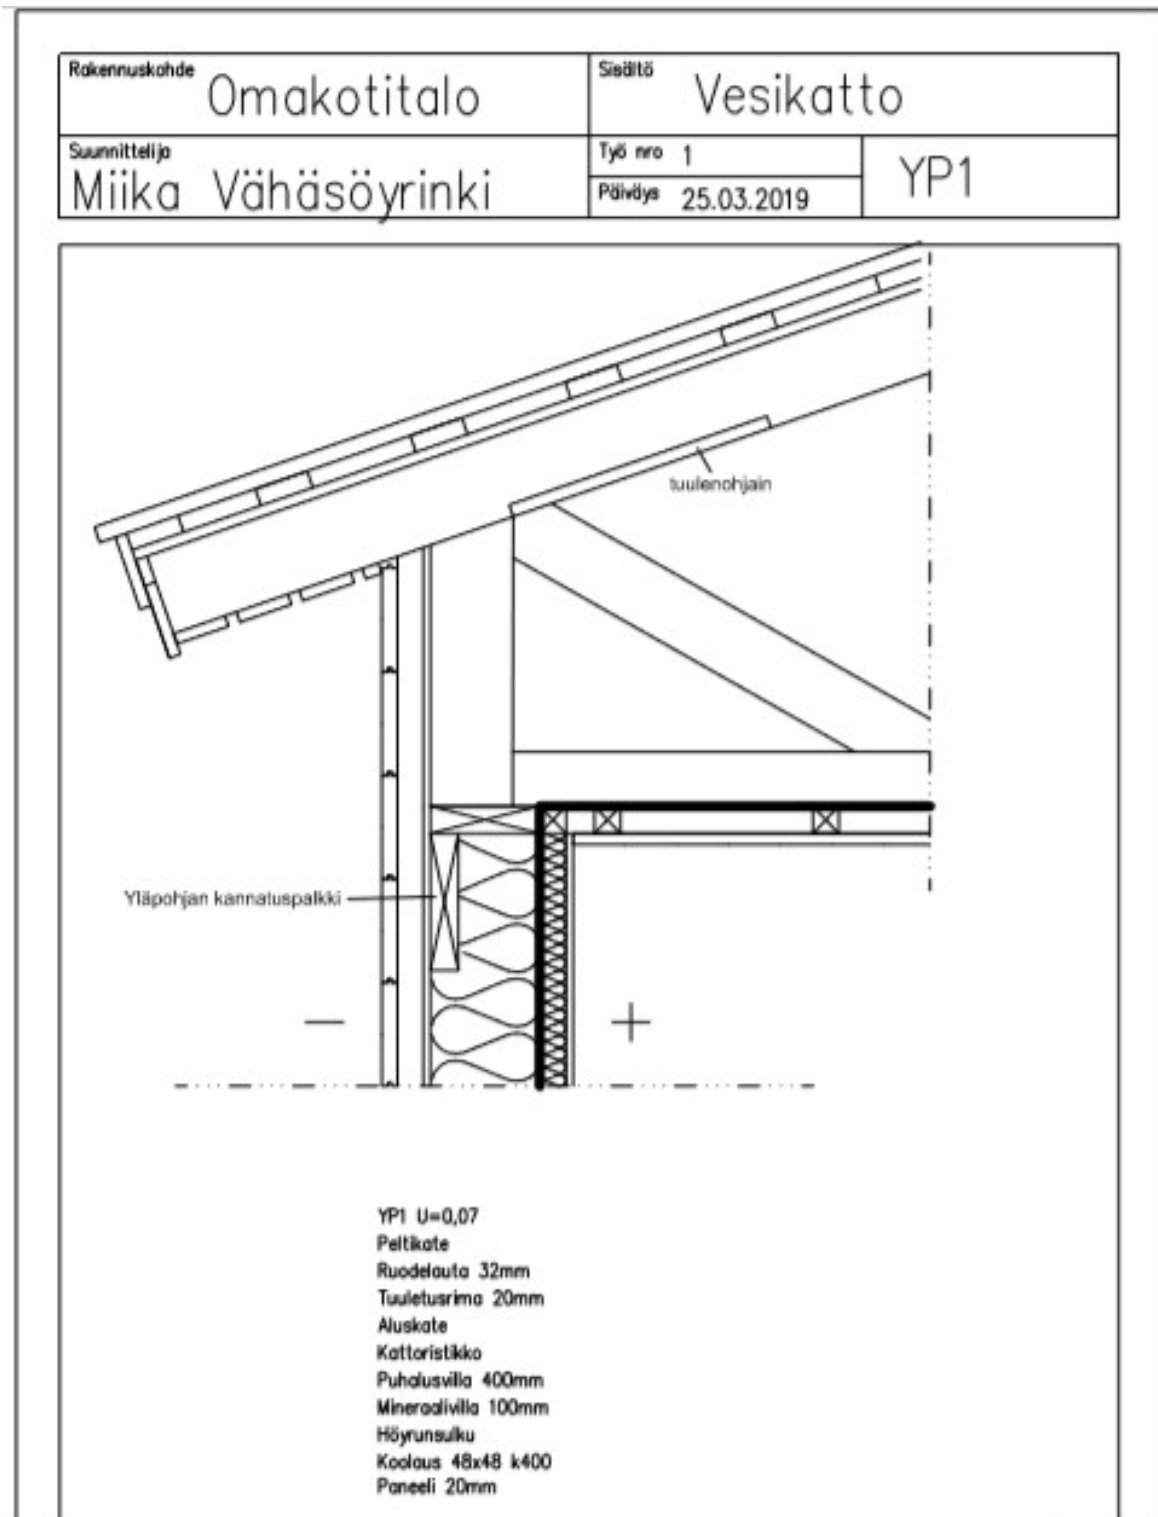 Rakennuskohde
Omakotitalo
Sisältö
Vesikatto
Suunnittelija
Miika Vähäsöyrinki
Työ nro 1
Päiväys 25.03.2019
YP1
tuulenohjain
Yläpohjan kannatuspalkki
YP1 U=0,07
Peltikate
Ruodelauta 32mm
Tuuletusrima 20mm
Aluskate
Kattoristikko
Puhalusvilla 400mm
Mineraalivilla 100mm
Höyrunsulku
Koolaus 48x48 k400
Paneeli 20mm